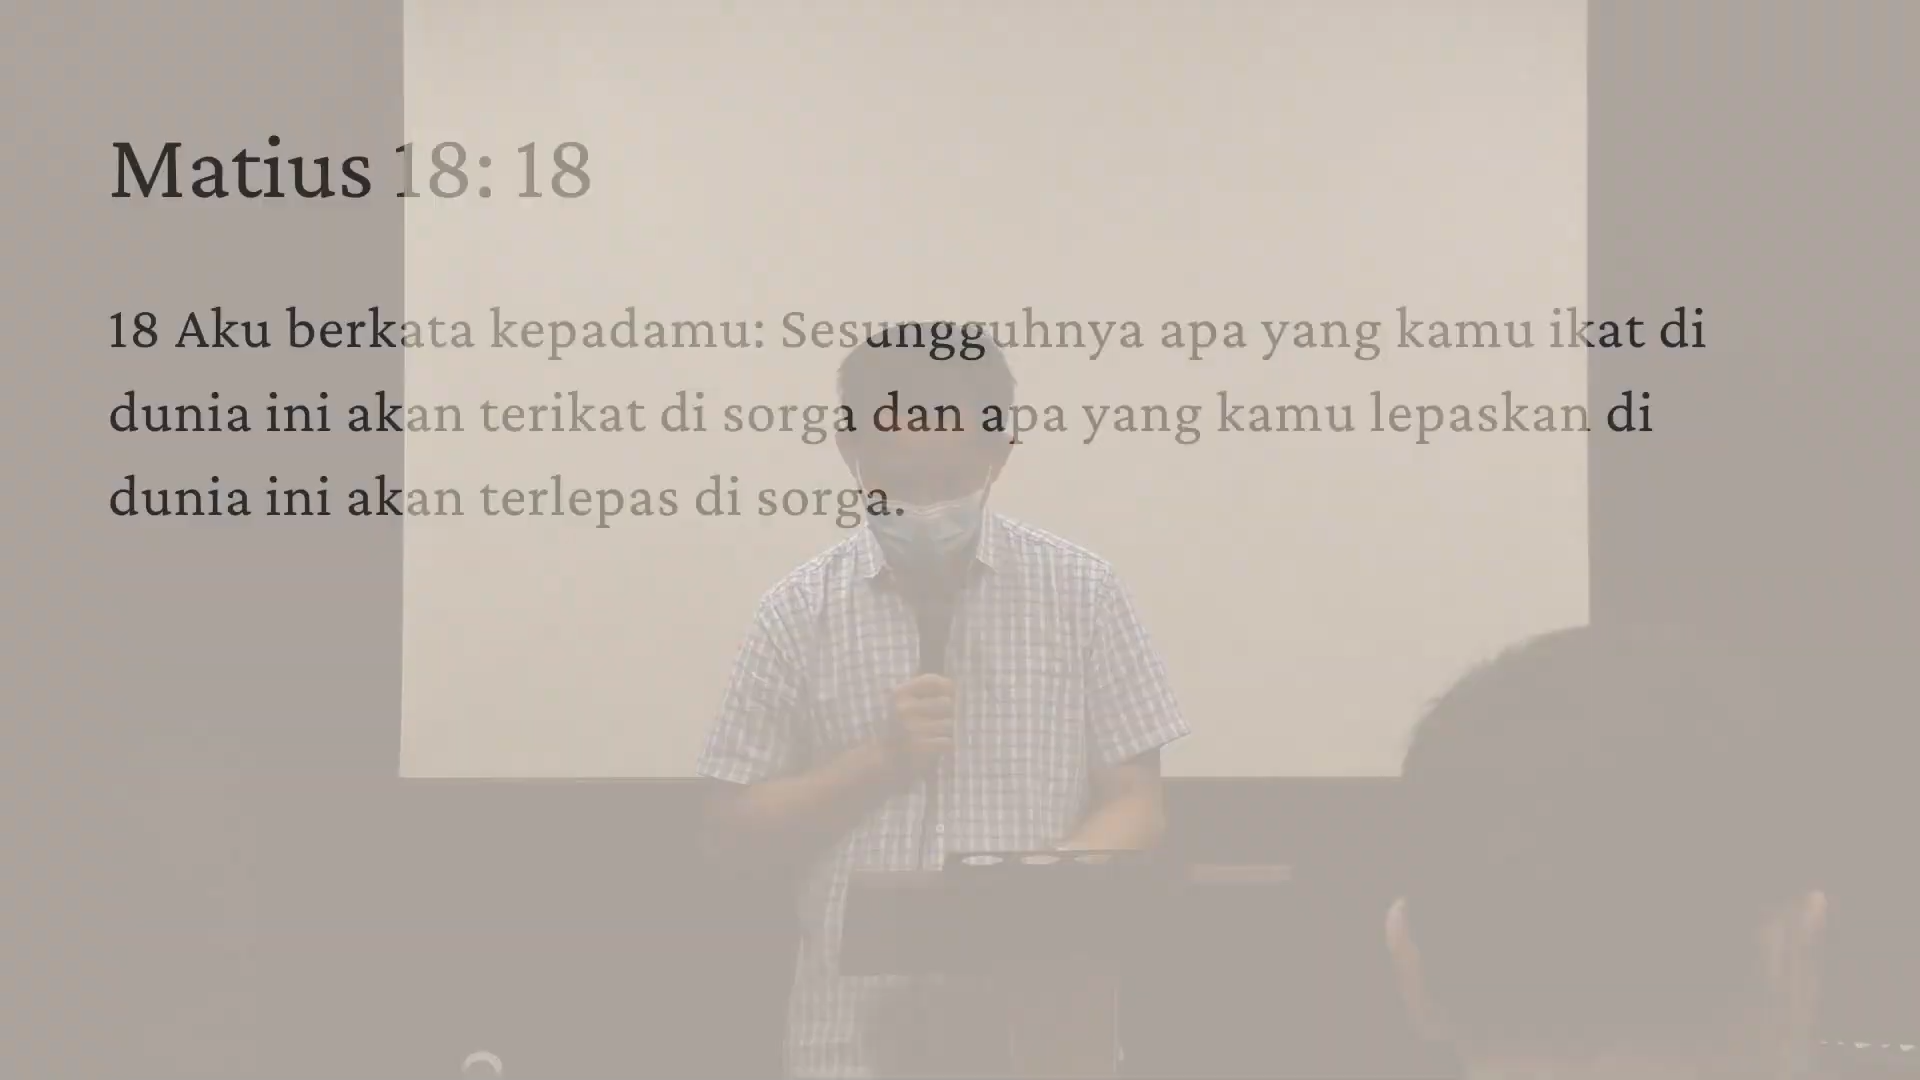 Matius 18: 18
18 Aku berkata kepadamu: Sesungguhnya apa yang kamu ikat di
dunia ini akan terikat di sorga dan apa yang kamu lepaskan di
dunia ini akan terlepas di sorga.